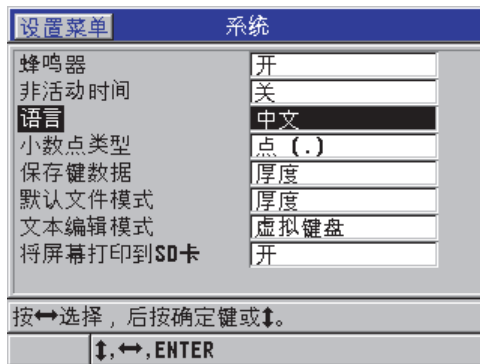 设置菜单 系统
蜂鸣器 开
非活动时间 关
语言 中文
小数点类型 点 (.)
保存键数据 厚度
默认文件模式 厚度
文本编辑模式 虚拟键盘
将屏幕打印到SD卡 开
按↔选择，后按确定键或↕。
↕,↔,ENTER